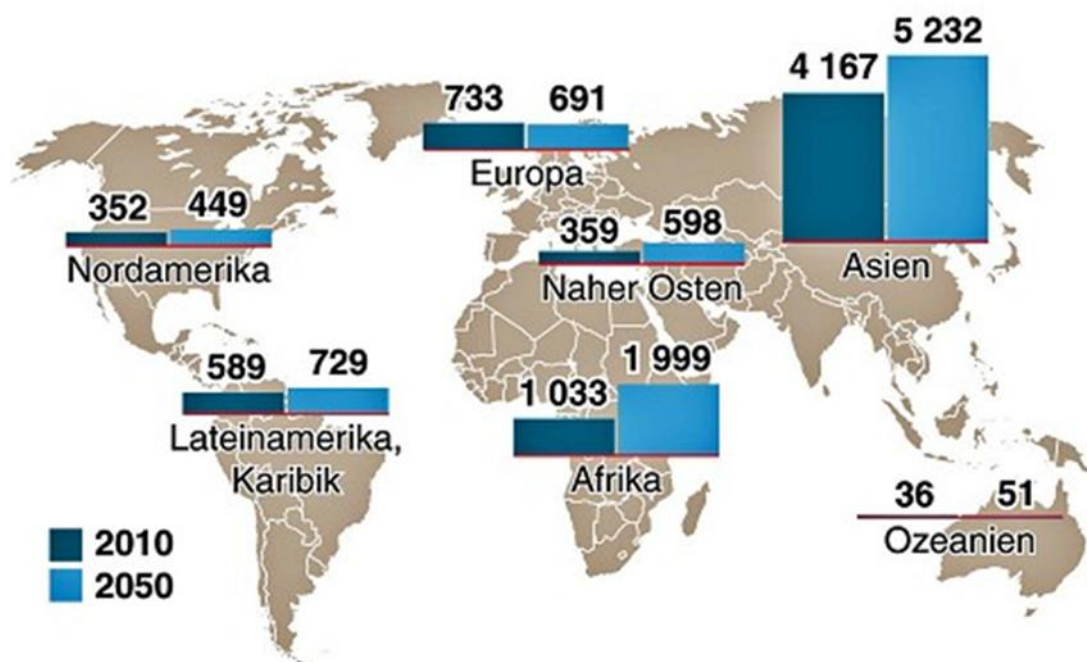 5 232
4 167
733 691
Europa
352 449
Nordamerika
359 598
Naher Osten
Asien
589 729
Lateinamerika,
Karibik
1 999
1 033
Afrika
36 51
Ozeanien
2010
2050